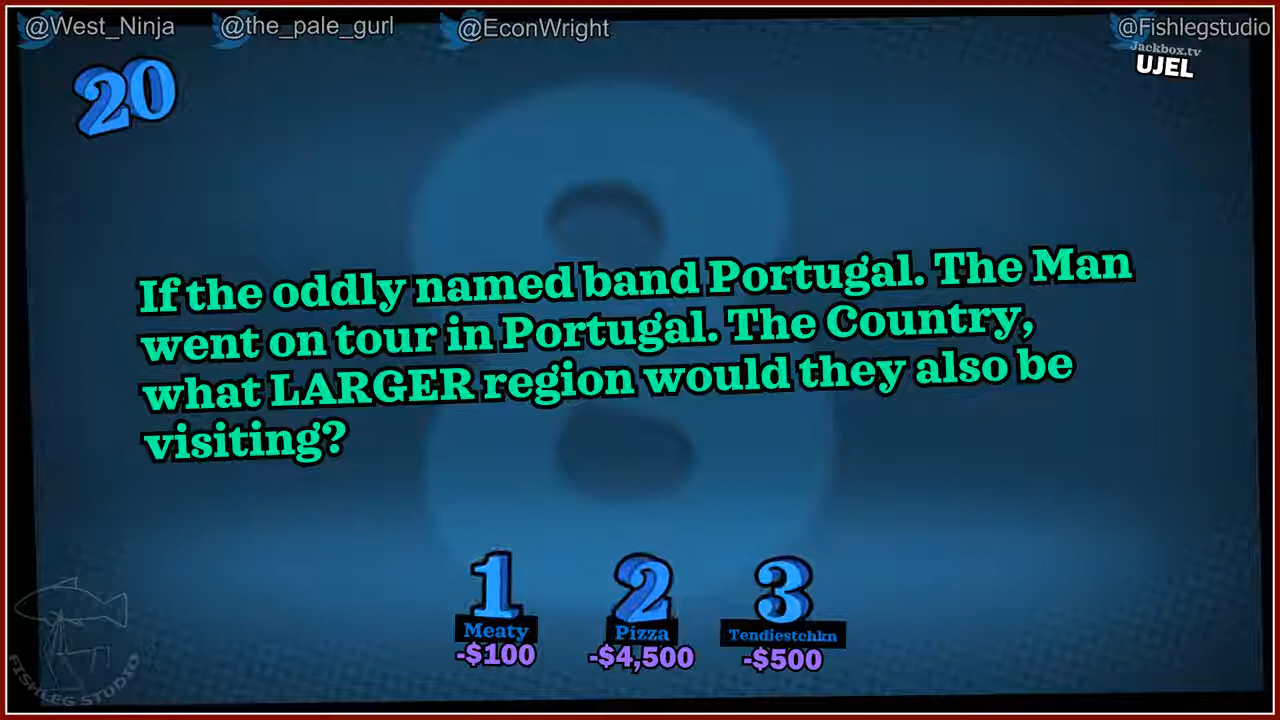 @West_Ninja @the_pale_gurl @EconWright @Fishlegstudio
Jackbox.tv
UJEL
20
If the oddly named band Portugal. The Man
went on tour in Portugal. The Country,
what LARGER region would they also be
visiting?
1 2 3
Meaty Pizza Tendiestchkn
-$100 -$4,500 -$500
FISHLEG STUDIO